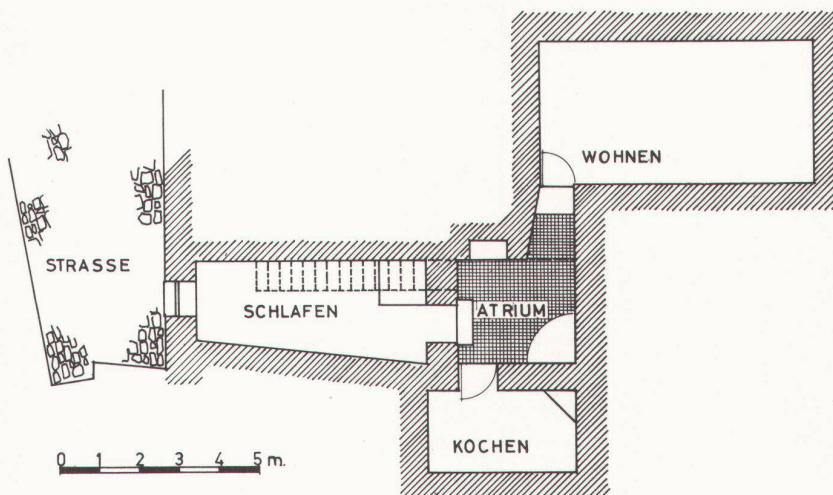 WOHNEN
STRASSE
SCHLAFEN
ATRIUM
KOCHEN
0 1 2 3 4 5 m.